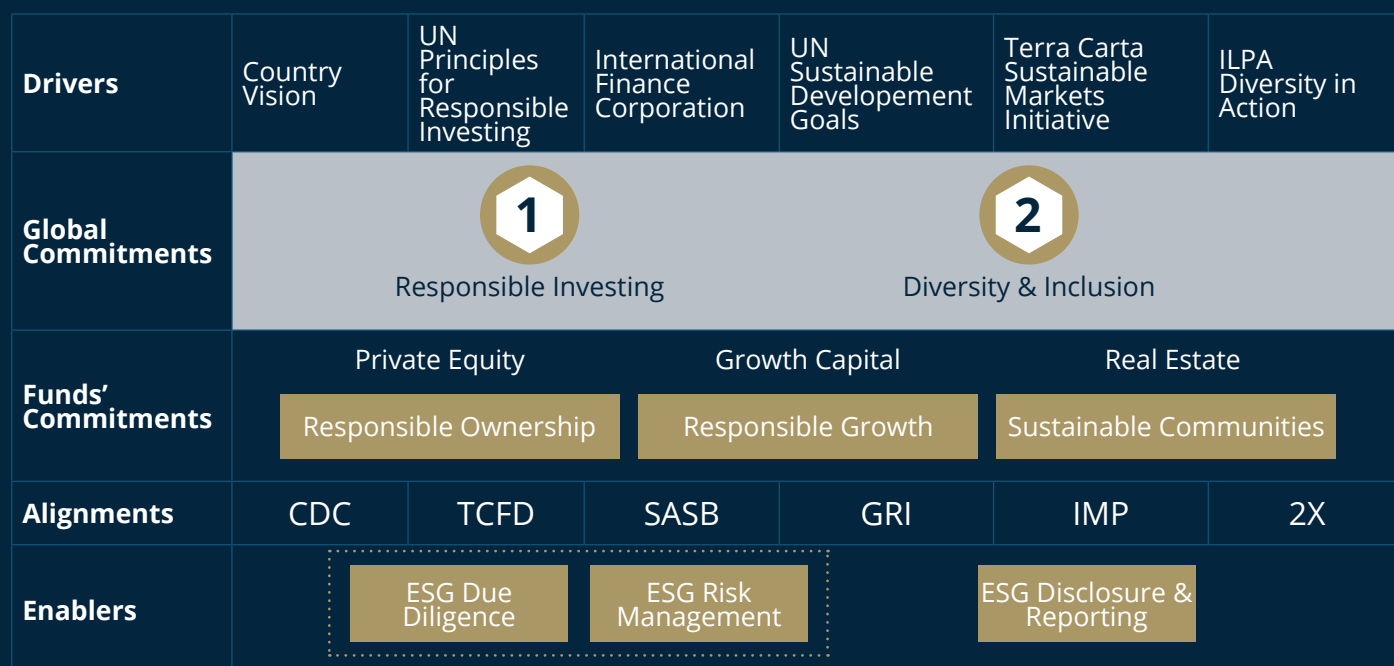 Drivers
Country
Vision
UN
Principles
for
Responsible
Investing
International
Finance
Corporation
UN
Sustainable
Developement
Goals
Terra Carta
Sustainable
Markets
Initiative
ILPA
Diversity in
Action
Global
Commitments
1
Responsible Investing
2
Diversity & Inclusion
Funds’
Commitments
Private Equity
Responsible Ownership
Growth Capital
Responsible Growth
Real Estate
Sustainable Communities
Alignments
CDC
TCFD
SASB
GRI
IMP
2X
Enablers
ESG Due
Diligence
ESG Risk
Management
ESG Disclosure &
Reporting